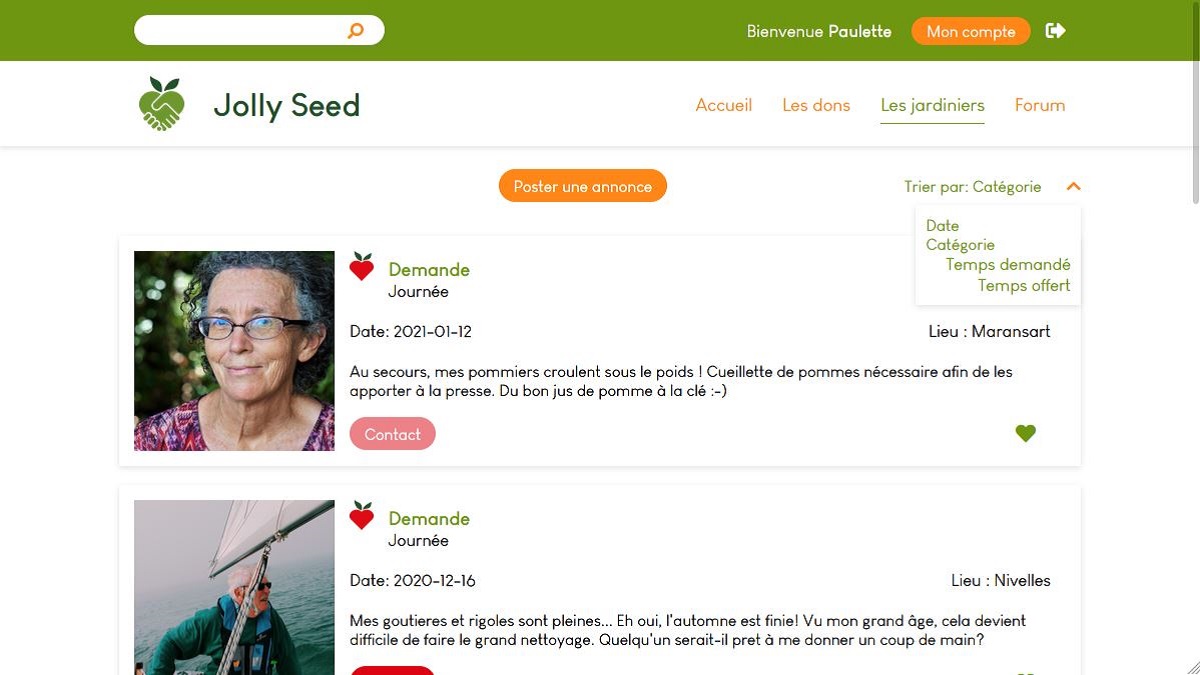 Bienvenue Paulette
Mon compte
Jolly Seed
Accueil
Les dons
Les jardiniers
Forum
Poster une annonce
Trier par: Catégorie
Date
Catégorie
Temps demandé
Temps offert
Demande
Journée
Date: 2021-01-12
Lieu : Maransart
Au secours, mes pommiers croulent sous le poids ! Cueillette de pommes nécessaire afin de les
apporter à la presse. Du bon jus de pomme à la clé :-)
Contact
Demande
Journée
Date: 2020-12-16
Lieu : Nivelles
Mes goutieres et rigoles sont pleines... Eh oui, l'automne est finie! Vu mon grand âge, cela devient
difficile de faire le grand nettoyage. Quelqu'un serait-il pret à me donner un coup de main?